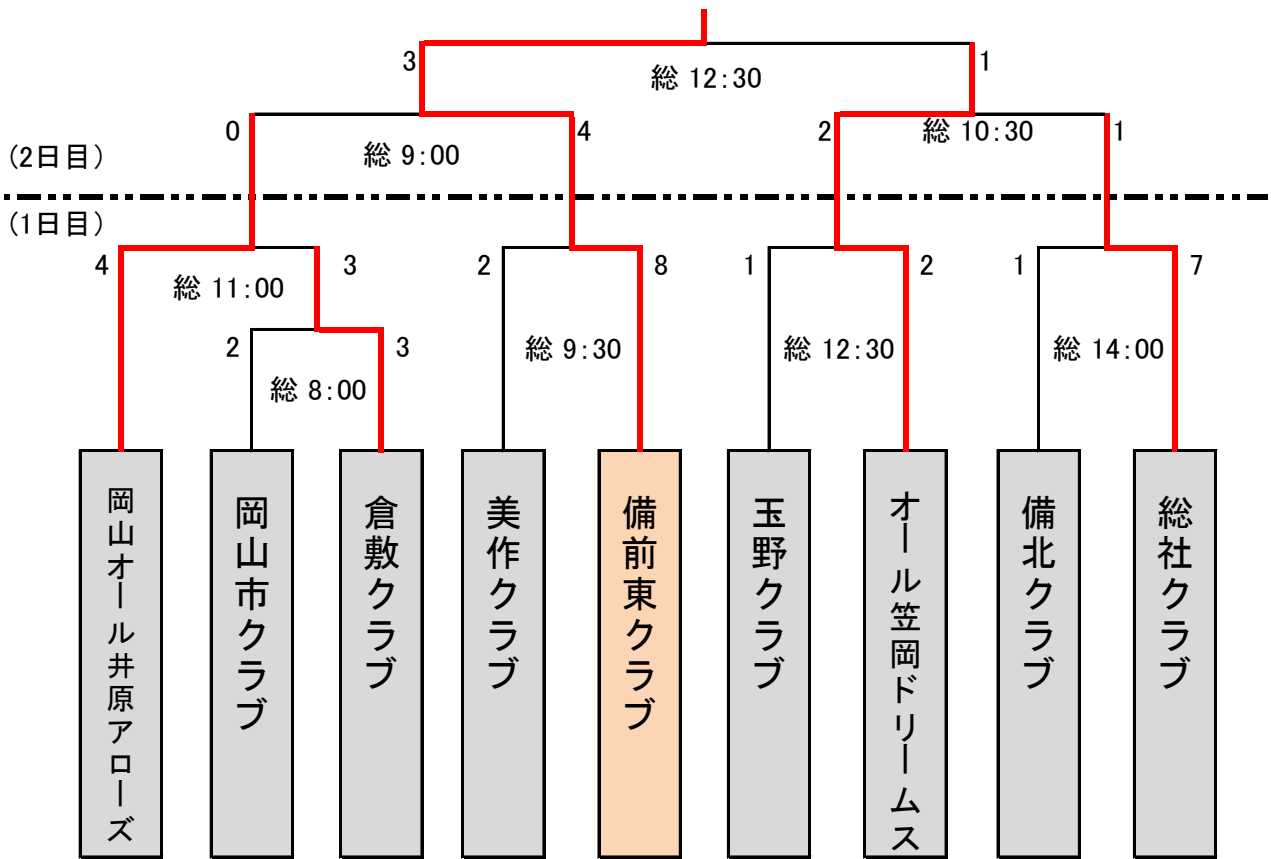 3
1
総 12:30
0
4
2
総 10:30
1
総 9:00
(2日目)
(1日目)
4
3
2
8
1
2
1
7
総 11:00
2
3
総 9:30
総 12:30
総 14:00
総 8:00
岡山オール井原アローズ
岡山市クラブ
倉敷クラブ
美作クラブ
備前東クラブ
玉野クラブ
オール笠岡ドリームス
備北クラブ
総社クラブ